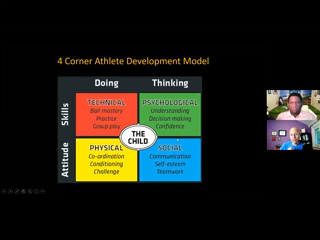 4 Corner Athlete Development Model
Doing Thinking
Skills
TECHNICAL
Ball mastery
Practice
Group play
PSYCHOLOGICAL
Understanding
Decision making
Confidence
THE
CHILD
Attitude
PHYSICAL
Co-ordination
Conditioning
Challenge
SOCIAL
Communication
Self-esteem
Teamwork